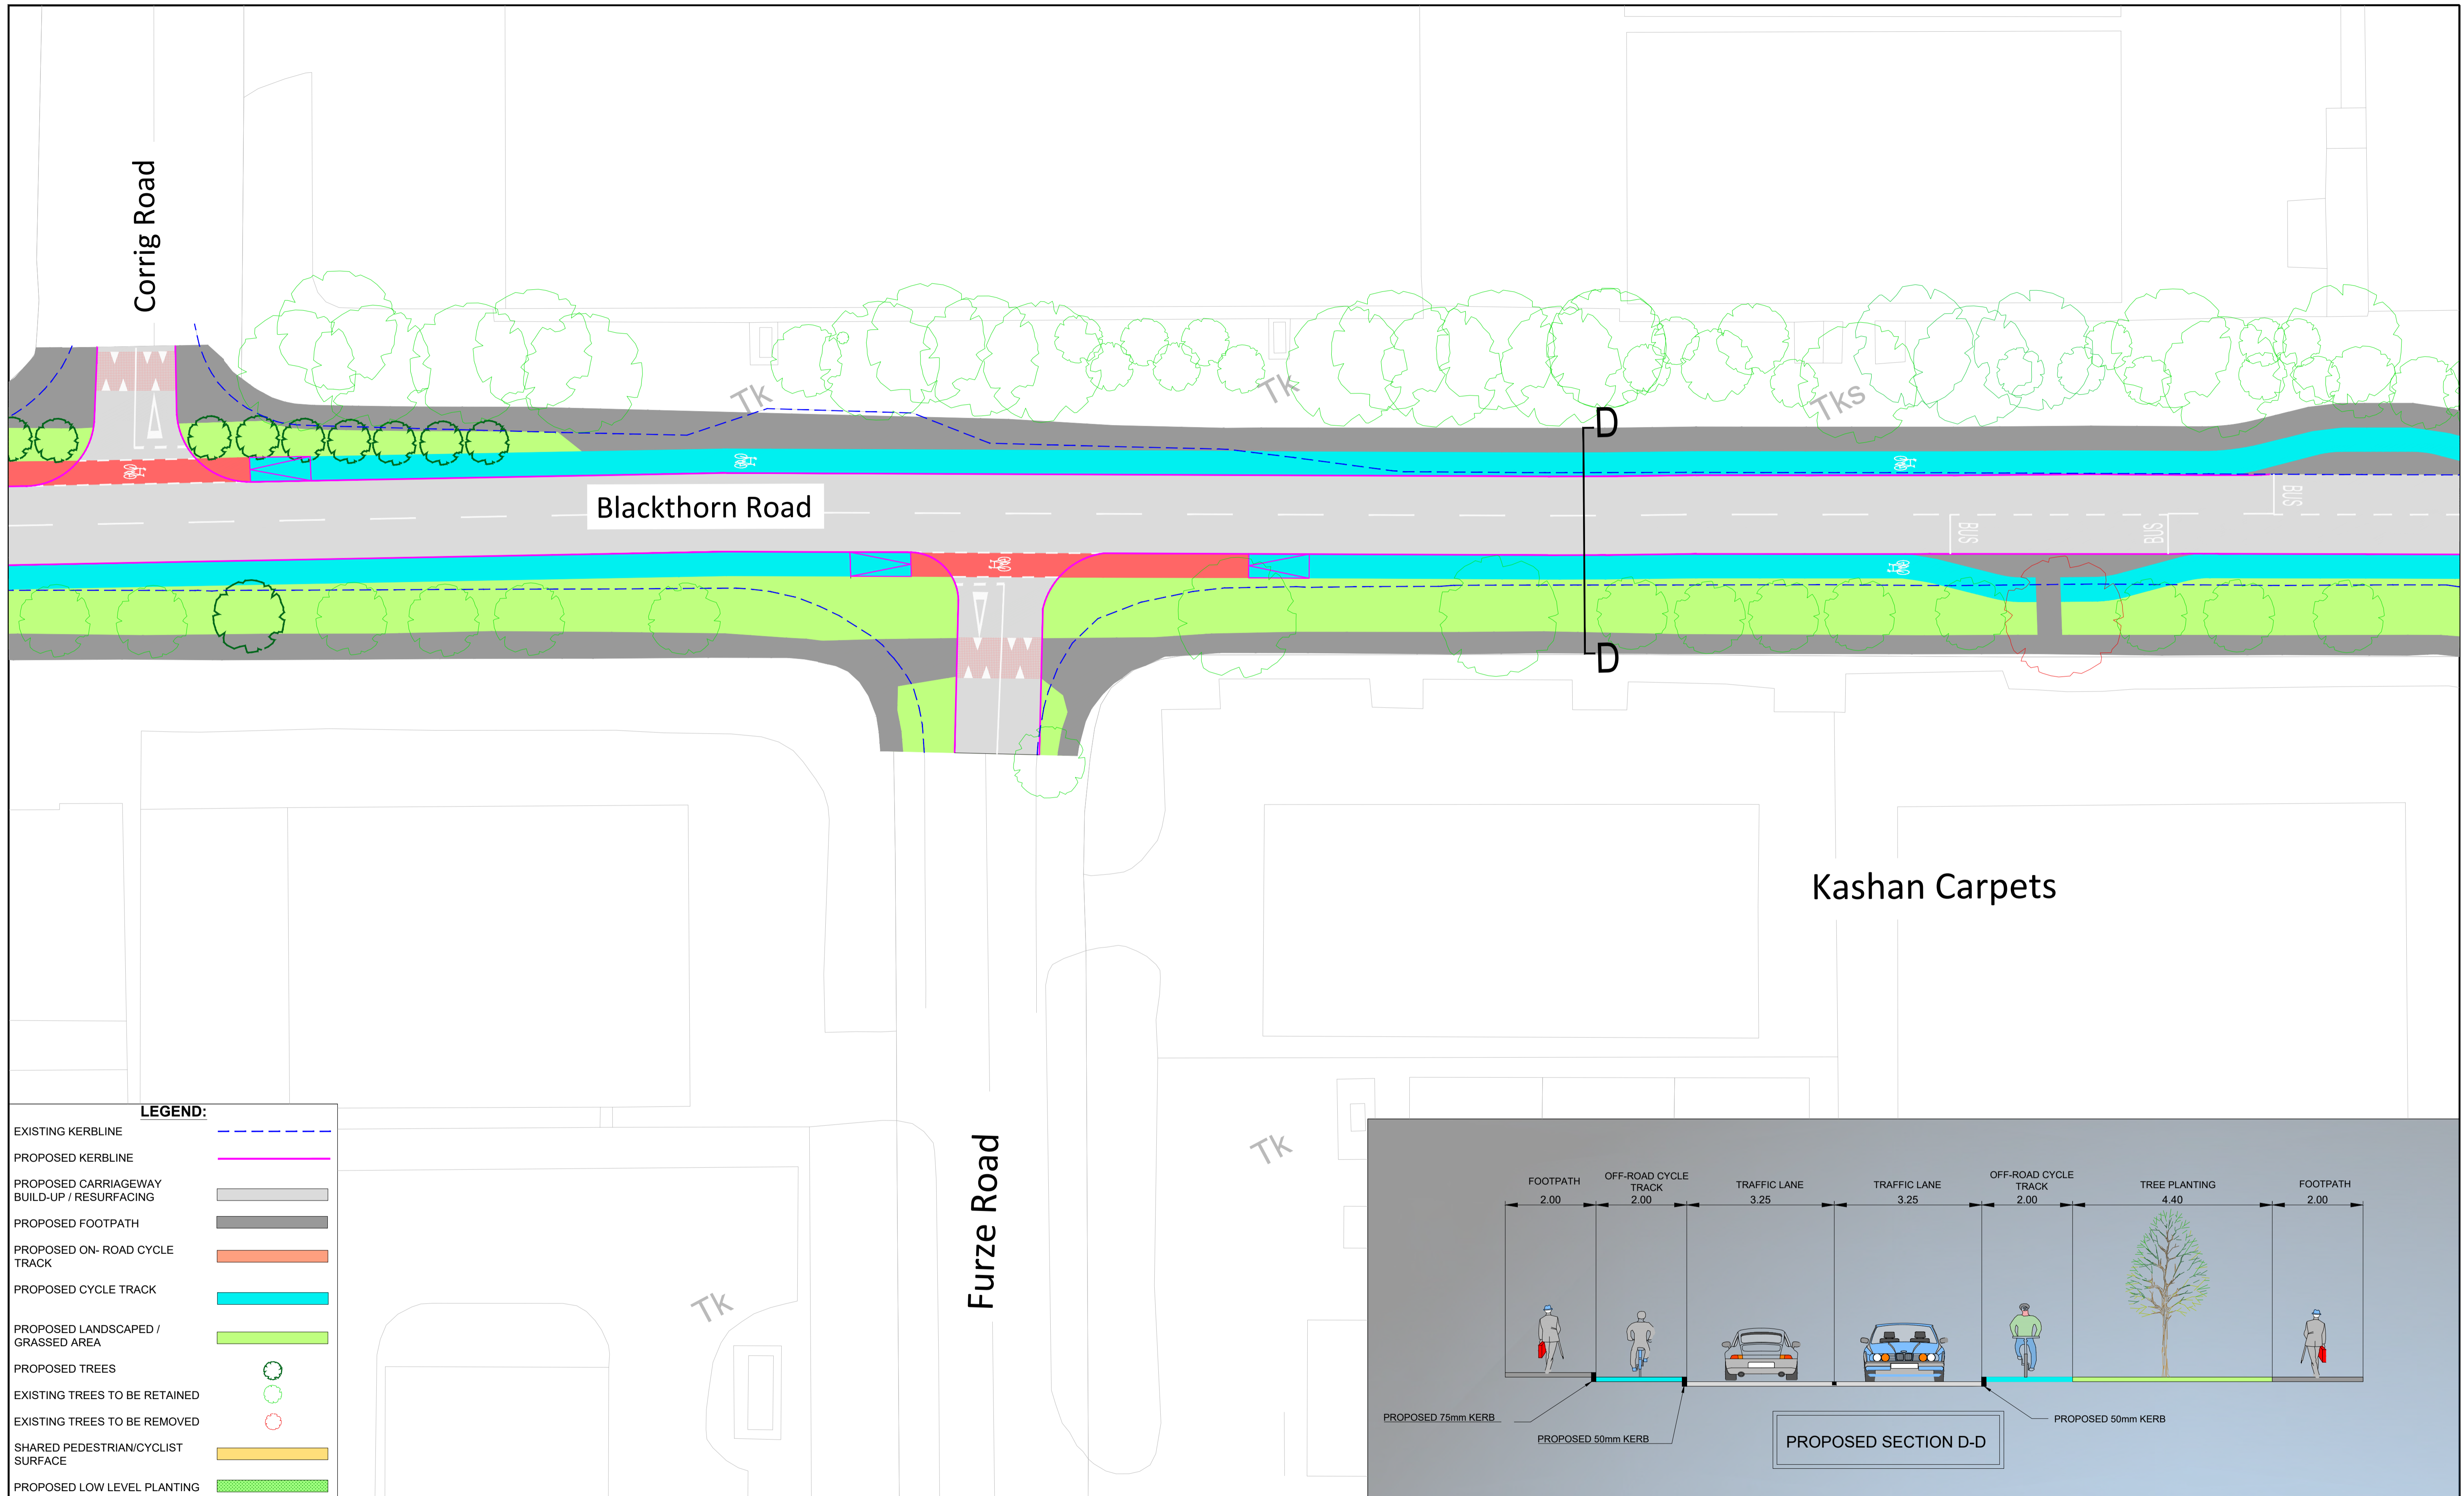 Corrig Road
Tk
Tk
Tks
D
Blackthorn Road
BUS
BUS
BUS
D
Kashan Carpets
Furze Road
Tk
Tk
LEGEND:
EXISTING KERBLINE
PROPOSED KERBLINE
PROPOSED CARRIAGEWAY
BUILD-UP / RESURFACING
PROPOSED FOOTPATH
PROPOSED ON- ROAD CYCLE
TRACK
PROPOSED CYCLE TRACK
PROPOSED LANDSCAPED /
GRASSED AREA
PROPOSED TREES
EXISTING TREES TO BE RETAINED
EXISTING TREES TO BE REMOVED
SHARED PEDESTRIAN/CYCLIST
SURFACE
PROPOSED LOW LEVEL PLANTING
FOOTPATH
2.00
OFF-ROAD CYCLE
TRACK
2.00
TRAFFIC LANE
3.25
TRAFFIC LANE
3.25
OFF-ROAD CYCLE
TRACK
2.00
TREE PLANTING
4.40
FOOTPATH
2.00
PROPOSED 75mm KERB
PROPOSED 50mm KERB
PROPOSED 50mm KERB
PROPOSED SECTION D-D